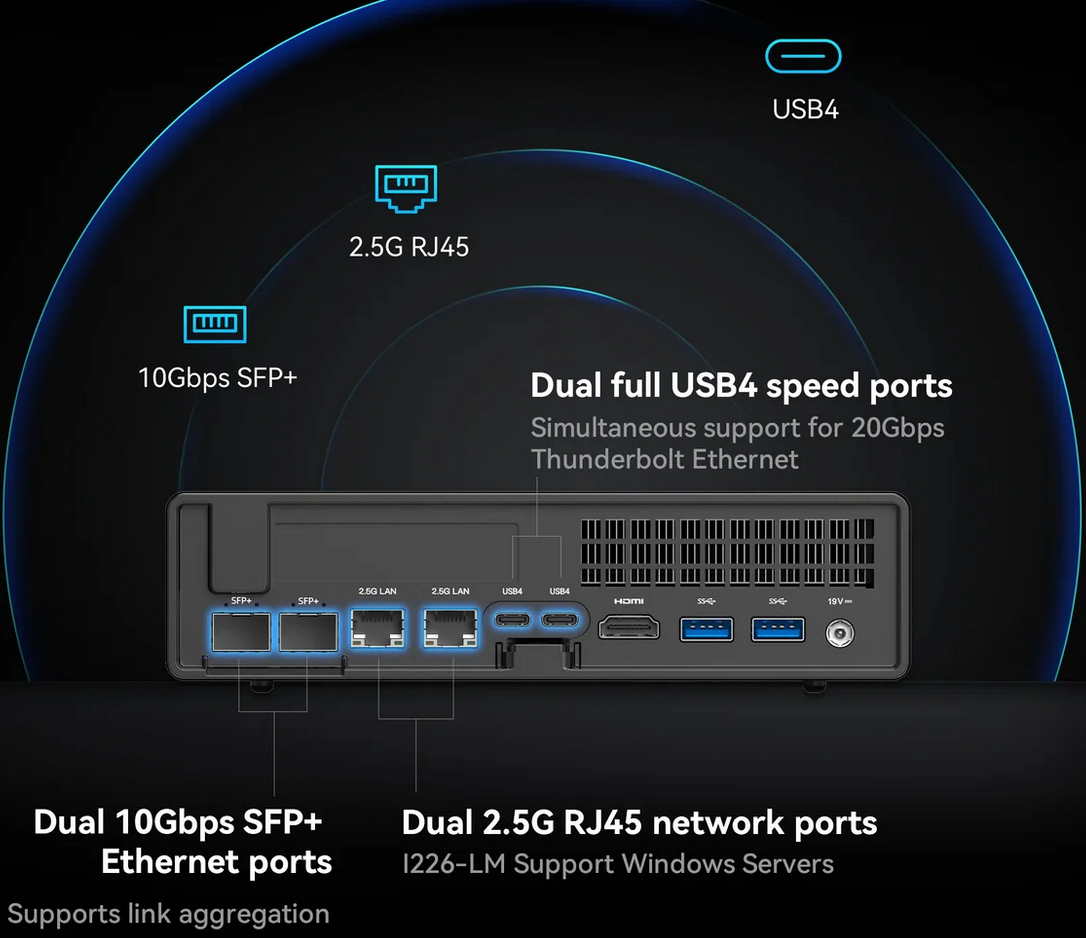 USB4
2.5G RJ45
10Gbps SFP+
Dual full USB4 speed ports
Simultaneous support for 20Gbps
Thunderbolt Ethernet
SFP+
SFP+
2.5G LAN
2.5G LAN
USB4
USB4
HDMI
SS
SS
19V
Dual 10Gbps SFP+
Ethernet ports
Supports link aggregation
Dual 2.5G RJ45 network ports
I226-LM Support Windows Servers